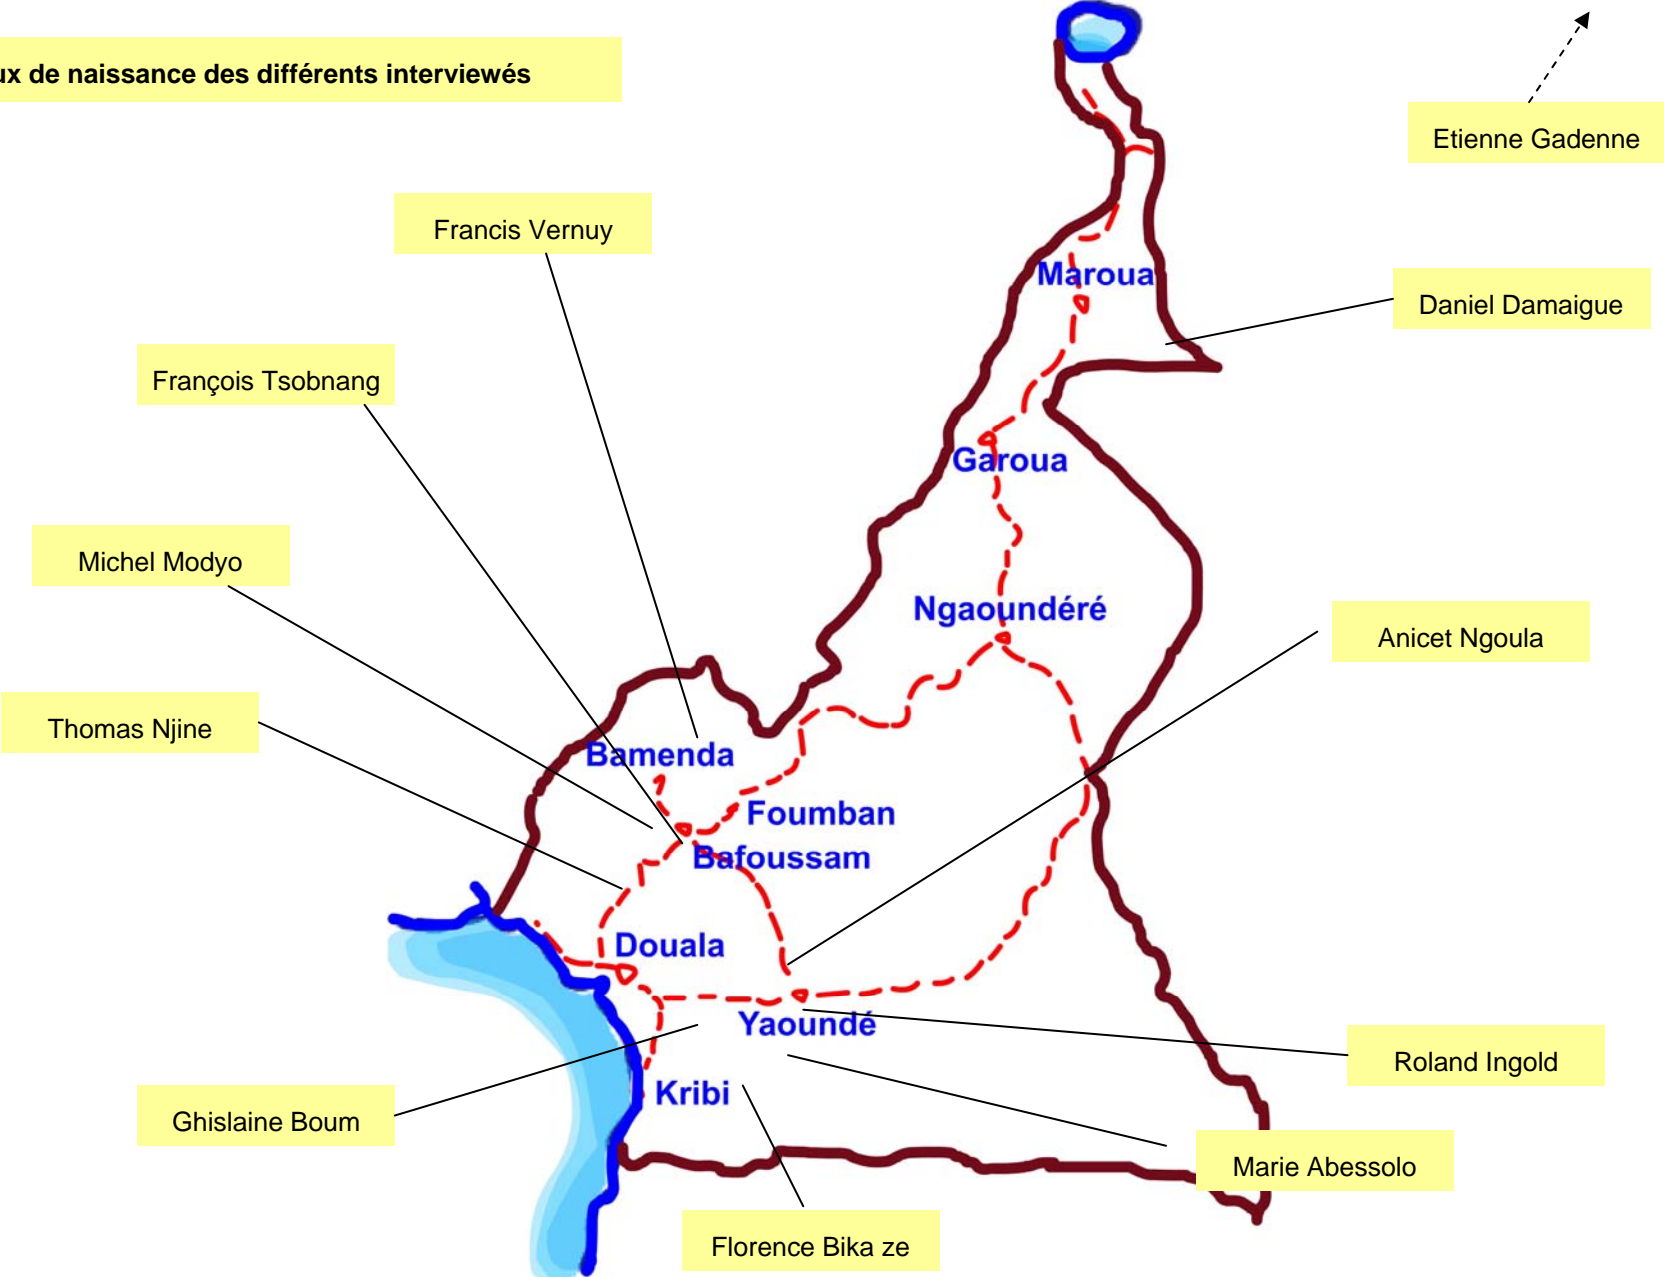 ux de naissance des différents interviewés
Etienne Gadenne
Francis Vernuy
Maroua
Daniel Damaigue
François Tsobnang
Garoua
Michel Modyo
Ngaoundéré
Anicet Ngoula
Thomas Njine
Bamenda
Foumban
Bafoussam
Douala
Yaoundé
Roland Ingold
Kribi
Ghislaine Boum
Marie Abessolo
Florence Bika ze